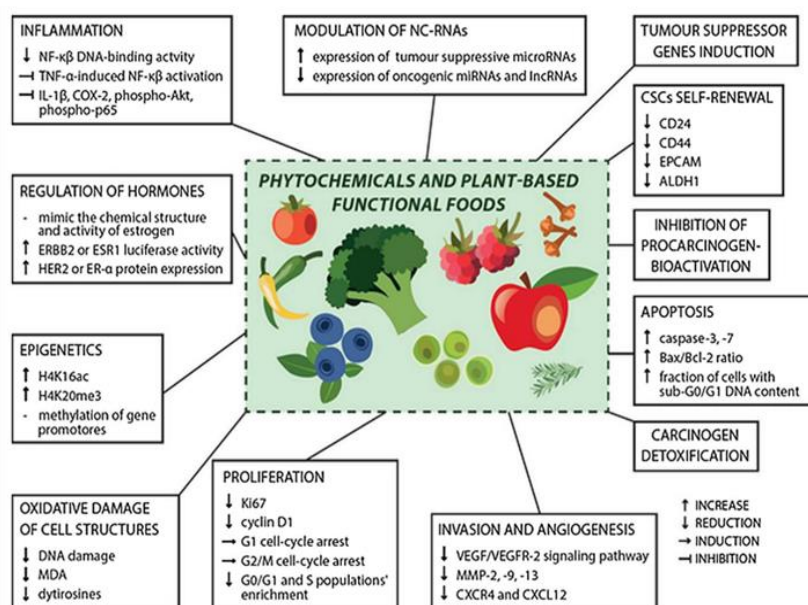 INFLAMMATION
↓ NF-κβ DNA-binding actvity
⊣ TNF-α-induced NF-κβ activation
⊣ IL-1β, COX-2, phospho-Akt,
phospho-p65
MODULATION OF NC-RNAs
↑ expression of tumour suppressive microRNAs
↓ expression of oncogenic miRNAs and lncRNAs
TUMOUR SUPPRESSOR
GENES INDUCTION
CSCs SELF-RENEWAL
↓ CD24
↓ CD44
↓ EPCAM
↓ ALDH1
REGULATION OF HORMONES
- mimic the chemical structure
and activity of estrogen
↑ ERBB2 or ESR1 luciferase activity
↑ HER2 or ER-α protein expression
PHYTOCHEMICALS AND PLANT-BASED
FUNCTIONAL FOODS
INHIBITION OF
PROCARCINOGEN-
BIOACTIVATION
EPIGENETICS
↑ H4K16ac
↑ H4K20me3
- methylation of gene
promotores
APOPTOSIS
↑ caspase-3, -7
↑ Bax/Bcl-2 ratio
↑ fraction of cells with
sub-G0/G1 DNA content
CARCINOGEN
DETOXIFICATION
OXIDATIVE DAMAGE
OF CELL STRUCTURES
↓ DNA damage
↓ MDA
↓ dytirosines
PROLIFERATION
↓ Ki67
↓ cyclin D1
→ G1 cell-cycle arrest
→ G2/M cell-cycle arrest
↓ G0/G1 and S populations'
enrichment
INVASION AND ANGIOGENESIS
↓ VEGF/VEGFR-2 signaling pathway
↓ MMP-2, -9, -13
↓ CXCR4 and CXCL12
↑ INCREASE
↓ REDUCTION
→ INDUCTION
⊣ INHIBITION